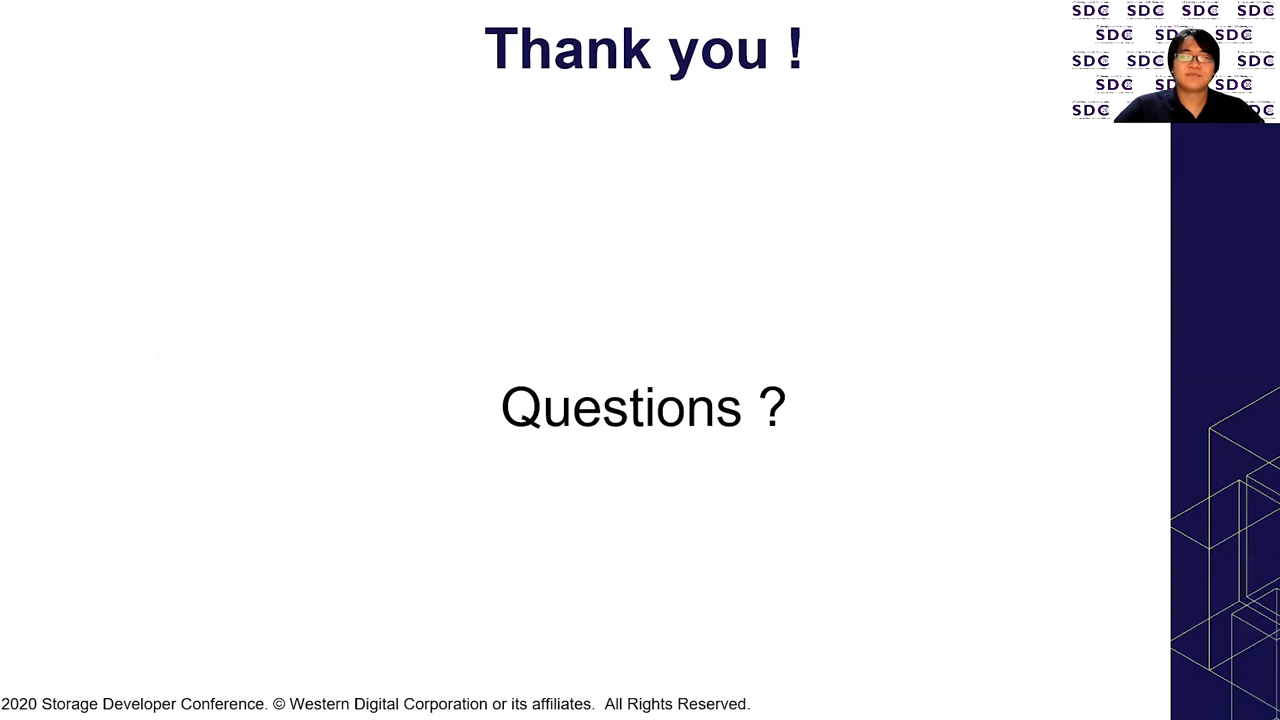 Thank you !
SDC SDC SDC SDC
SDC SDC
SDC SDC SDC
SDC SDC
SDC
Questions ?
2020 Storage Developer Conference. © Western Digital Corporation or its affiliates.  All Rights Reserved.